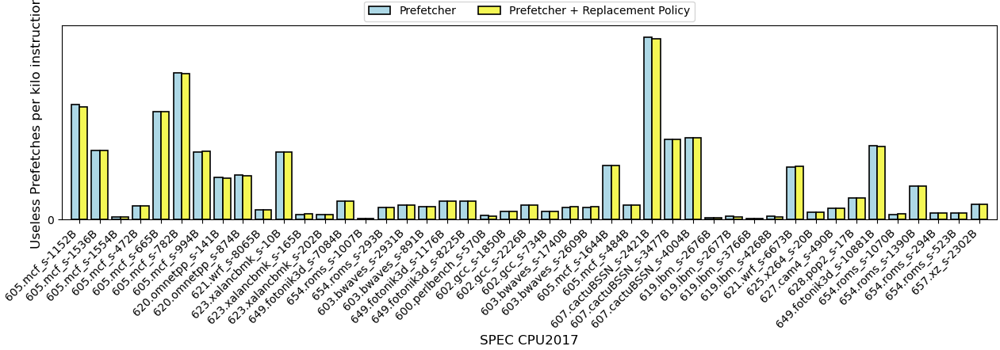 Prefetcher
Prefetcher + Replacement Policy
Useless Prefetches per kilo instruction
0
605.mcf_s-1152B
605.mcf_s-1536B
605.mcf_s-1554B
605.mcf_s-472B
605.mcf_s-665B
605.mcf_s-782B
605.mcf_s-994B
620.omnetpp_s-141B
620.omnetpp_s-874B
621.wrf_s-8065B
623.xalancbmk_s-10B
623.xalancbmk_s-165B
623.xalancbmk_s-202B
649.fotonik3d_s-7084B
654.roms_s-1007B
654.roms_s-293B
603.bwaves_s-2931B
603.bwaves_s-891B
649.fotonik3d_s-1176B
649.fotonik3d_s-8225B
600.perlbench_s-570B
602.gcc_s-1850B
602.gcc_s-2226B
602.gcc_s-734B
603.bwaves_s-1740B
603.bwaves_s-2609B
605.mcf_s-1644B
605.mcf_s-484B
607.cactuBSSN_s-2421B
607.cactuBSSN_s-3477B
607.cactuBSSN_s-4004B
619.lbm_s-2676B
619.lbm_s-2677B
619.lbm_s-3766B
619.lbm_s-4268B
621.wrf_s-6673B
625.x264_s-20B
627.cam4_s-490B
628.pop2_s-17B
649.fotonik3d_s-10881B
654.roms_s-1070B
654.roms_s-1390B
654.roms_s-294B
654.roms_s-523B
657.xz_s-2302B
SPEC CPU2017